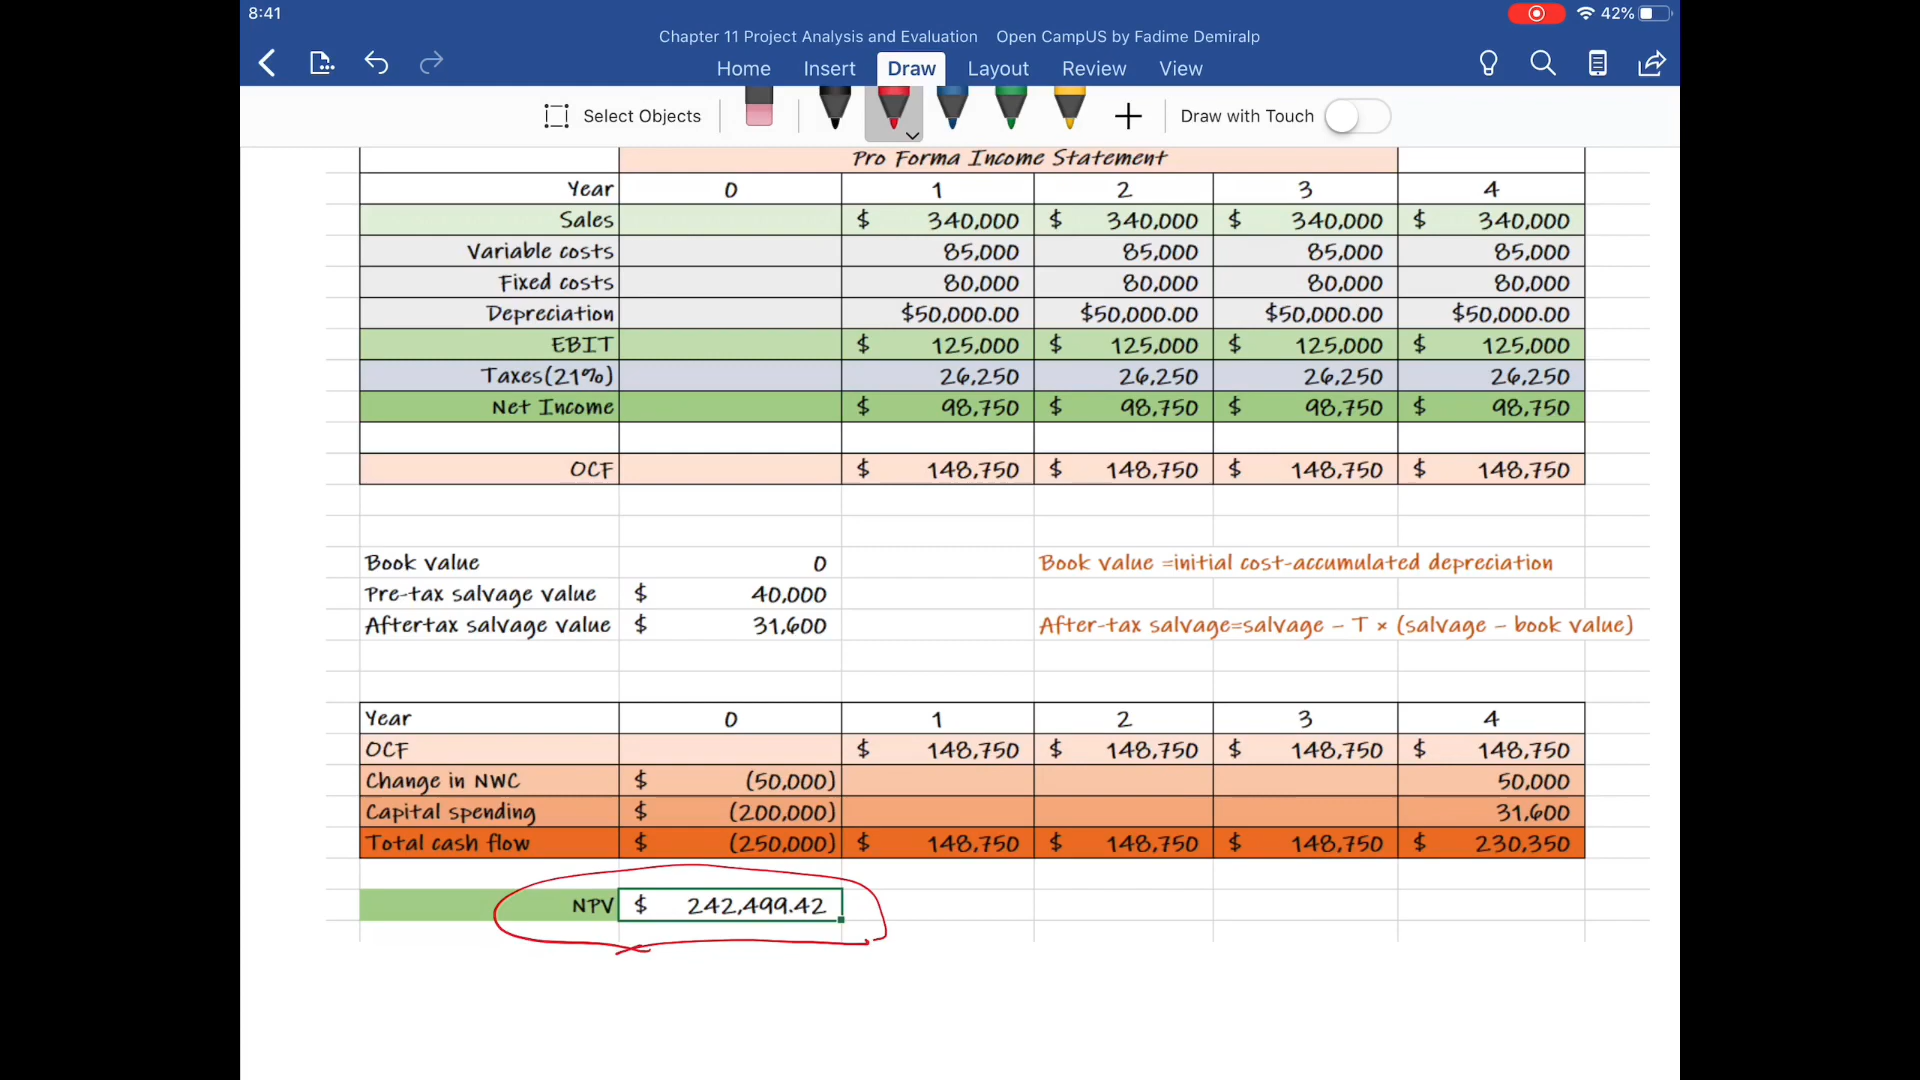 8:41
42%
Chapter 11 Project Analysis and Evaluation Open CampUS by Fadime Demiralp
Home Insert Draw Layout Review View
Select Objects Draw with Touch
Pro Forma Income Statement
Year 0 1 2 3 4
Sales $ 340,000 $ 340,000 $ 340,000 $ 340,000
Variable costs 85,000 85,000 85,000 85,000
Fixed costs 80,000 80,000 80,000 80,000
Depreciation $50,000.00 $50,000.00 $50,000.00 $50,000.00
EBIT $ 125,000 $ 125,000 $ 125,000 $ 125,000
Taxes(21%) 26,250 26,250 26,250 26,250
Net Income $ 98,750 $ 98,750 $ 98,750 $ 98,750
OCF $ 148,750 $ 148,750 $ 148,750 $ 148,750
Book value 0 Book value =initial cost-accumulated depreciation
Pre-tax salvage value $ 40,000
Aftertax salvage value $ 31,600 After-tax salvage=salvage – T × (salvage – book value)
Year 0 1 2 3 4
OCF $ 148,750 $ 148,750 $ 148,750 $ 148,750
Change in NWC $ (50,000) 50,000
Capital spending $ (200,000) 31,600
Total cash flow $ (250,000) $ 148,750 $ 148,750 $ 148,750 $ 230,350
NPV $ 242,499.42